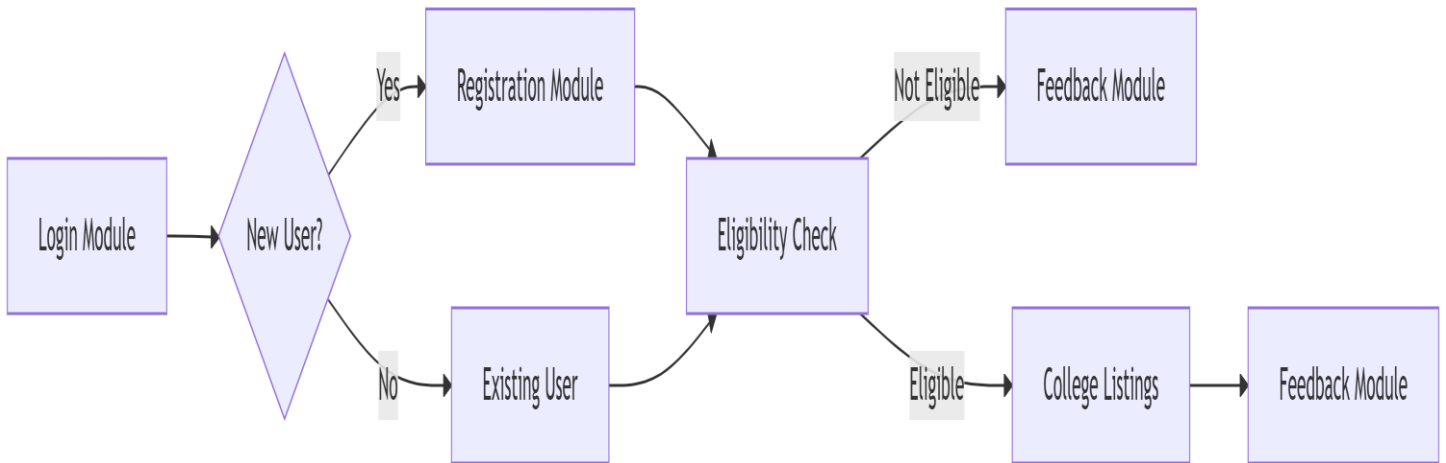 Login Module
New User?
Yes
No
Registration Module
Existing User
Eligibility Check
Not Eligible
Eligible
Feedback Module
College Listings
Feedback Module